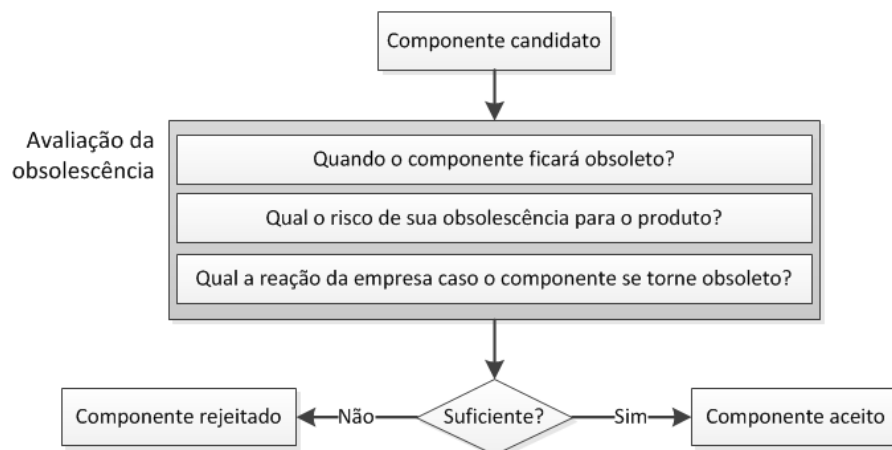 Componente candidato
Avaliação da
obsolescência
Quando o componente ficará obsoleto?
Qual o risco de sua obsolescência para o produto?
Qual a reação da empresa caso o componente se torne obsoleto?
Componente rejeitado
Não
Suficiente?
Sim
Componente aceito